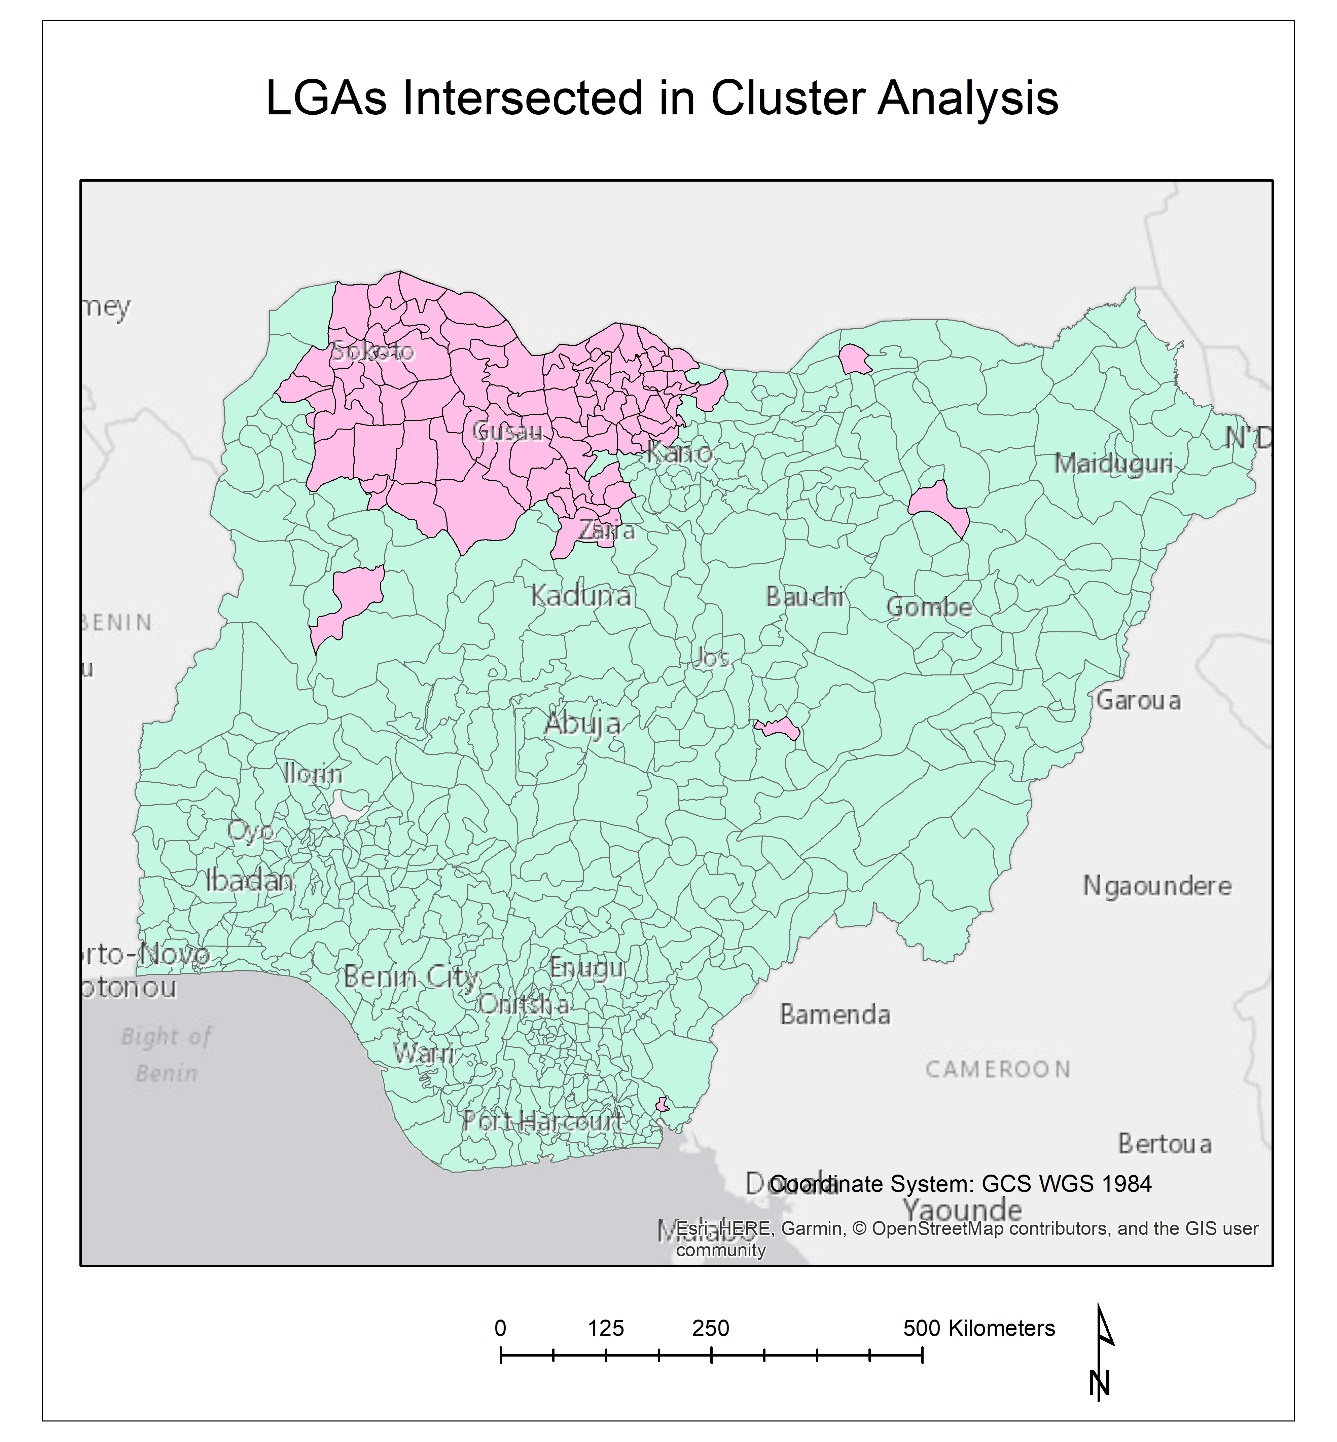 LGAs Intersected in Cluster Analysis
mey
Sokoto
Gusau
Kano
N'D
Maiduguri
Zaria
Kaduna
Bauchi
Gombe
BENIN
Jos
u
Garoua
Abuja
Ilorin
Oyo
Ibadan
Ngaoundere
orto-Novo
otonou
Benin City
Enugu
Onitsha
Bamenda
Bight of
Benin
Warri
CAMEROON
Port Harcourt
Bertoua
Douala
Coordinate System: GCS WGS 1984
Yaounde
Malabo
Esri, HERE, Garmin, © OpenStreetMap contributors, and the GIS user
community
0 125 250 500 Kilometers
N